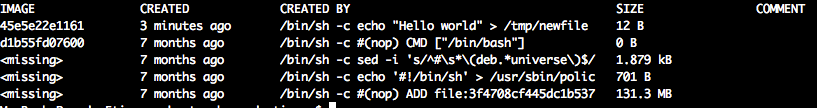 IMAGE CREATED CREATED BY SIZE COMMENT
45e5e22e1161 3 minutes ago /bin/sh -c echo "Hello world" > /tmp/newfile 12 B
d1b55fd07600 7 months ago /bin/sh -c #(nop) CMD ["/bin/bash"] 0 B
<missing> 7 months ago /bin/sh -c sed -i 's/^#\s*\(deb.*universe\)$/ 1.879 kB
<missing> 7 months ago /bin/sh -c echo '#!/bin/sh' > /usr/sbin/polic 701 B
<missing> 7 months ago /bin/sh -c #(nop) ADD file:3f4708cf445dc1b537 131.3 MB